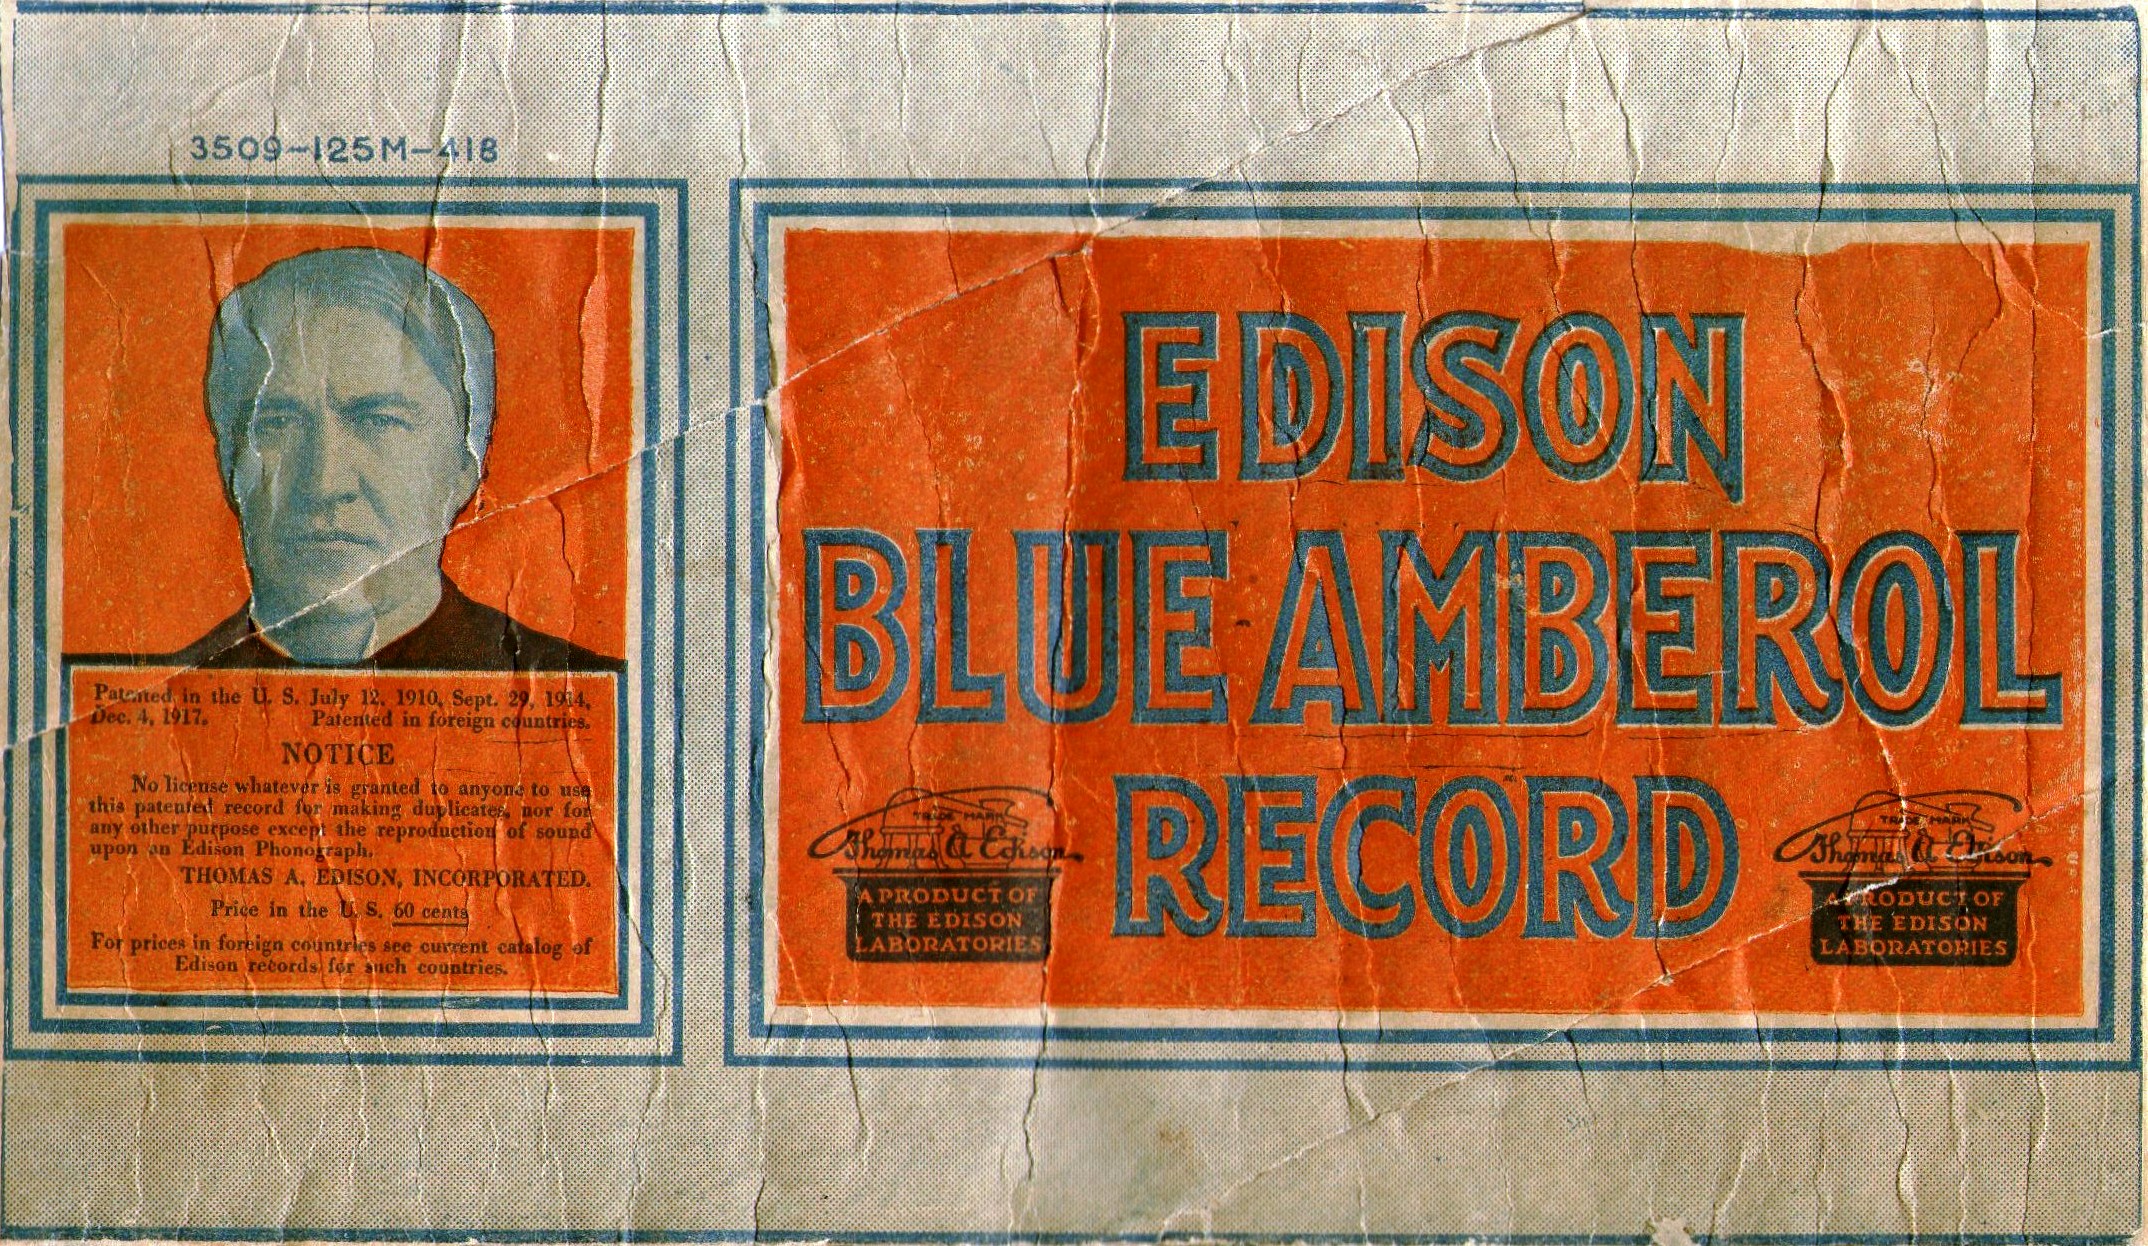 3509-125M-418
Patented in the U. S. July 12, 1910, Sept. 29, 1914,
Dec. 4, 1917. Patented in foreign countries.
NOTICE
No license whatever is granted to anyone to use
this patented record for making duplicates, nor for
any other purpose except the reproduction of sound
upon an Edison Phonograph.
THOMAS A. EDISON, INCORPORATED.
Price in the U. S. 60 cents
For prices in foreign countries see current catalog of
Edison records for such countries.
EDISON
BLUE AMBEROL
RECORD
TRADE MARK
Thomas A Edison
A PRODUCT OF
THE EDISON
LABORATORIES
TRADE MARK
Thomas A Edison
A PRODUCT OF
THE EDISON
LABORATORIES